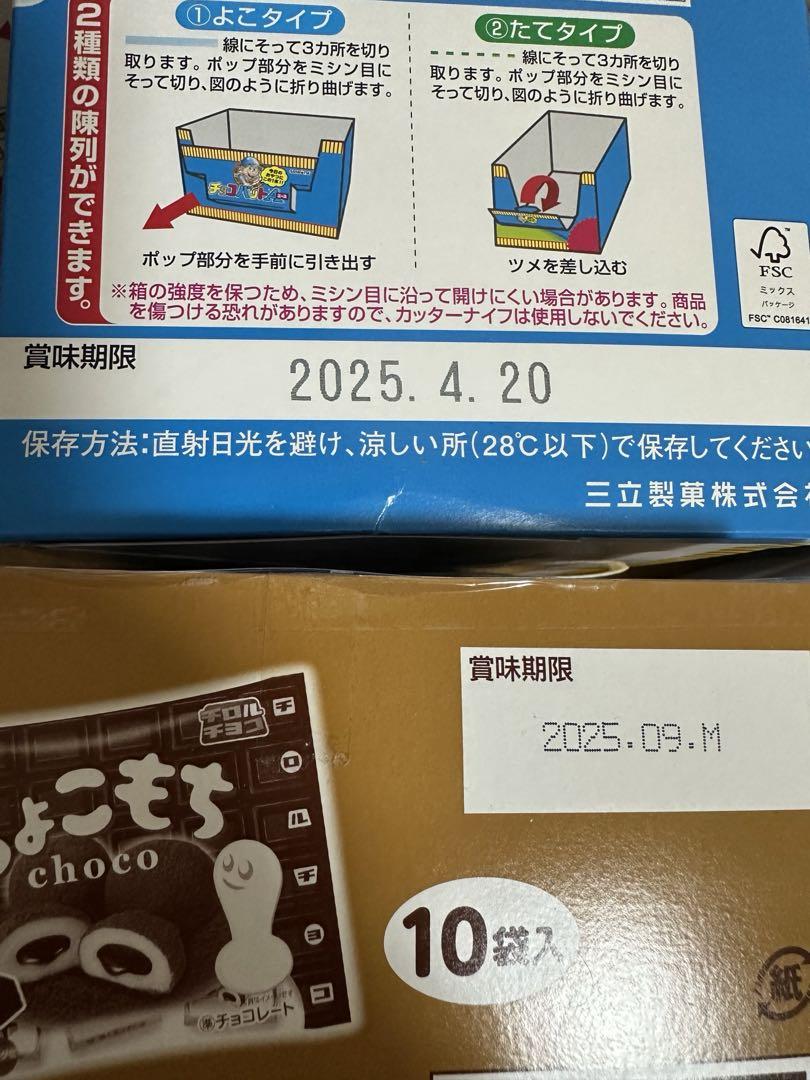 2種類の陳列ができます。
①よこタイプ
線にそって3カ所を切り
取ります。ポップ部分をミシン目に
そって切り、図のように折り曲げます。
チョコバット
ポップ部分を手前に引き出す
②たてタイプ
線にそって3カ所を切り
取ります。ポップ部分をミシン目に
そって切り、図のように折り曲げます。
ツメを差し込む
※箱の強度を保つため、ミシン目に沿って開けにくい場合があります。商品
を傷つける恐れがありますので、カッターナイフは使用しないでください。
FSC
ミックス
パッケージ
FSC™ C081641
賞味期限
2025. 4. 20
保存方法:直射日光を避け、涼しい所(28℃以下)で保存してください
三立製菓株式会
賞味期限
2025.09.M
チロル
チョコ
チロルチョコ
ょこもち
choco
準チョコレート
10袋入
紙